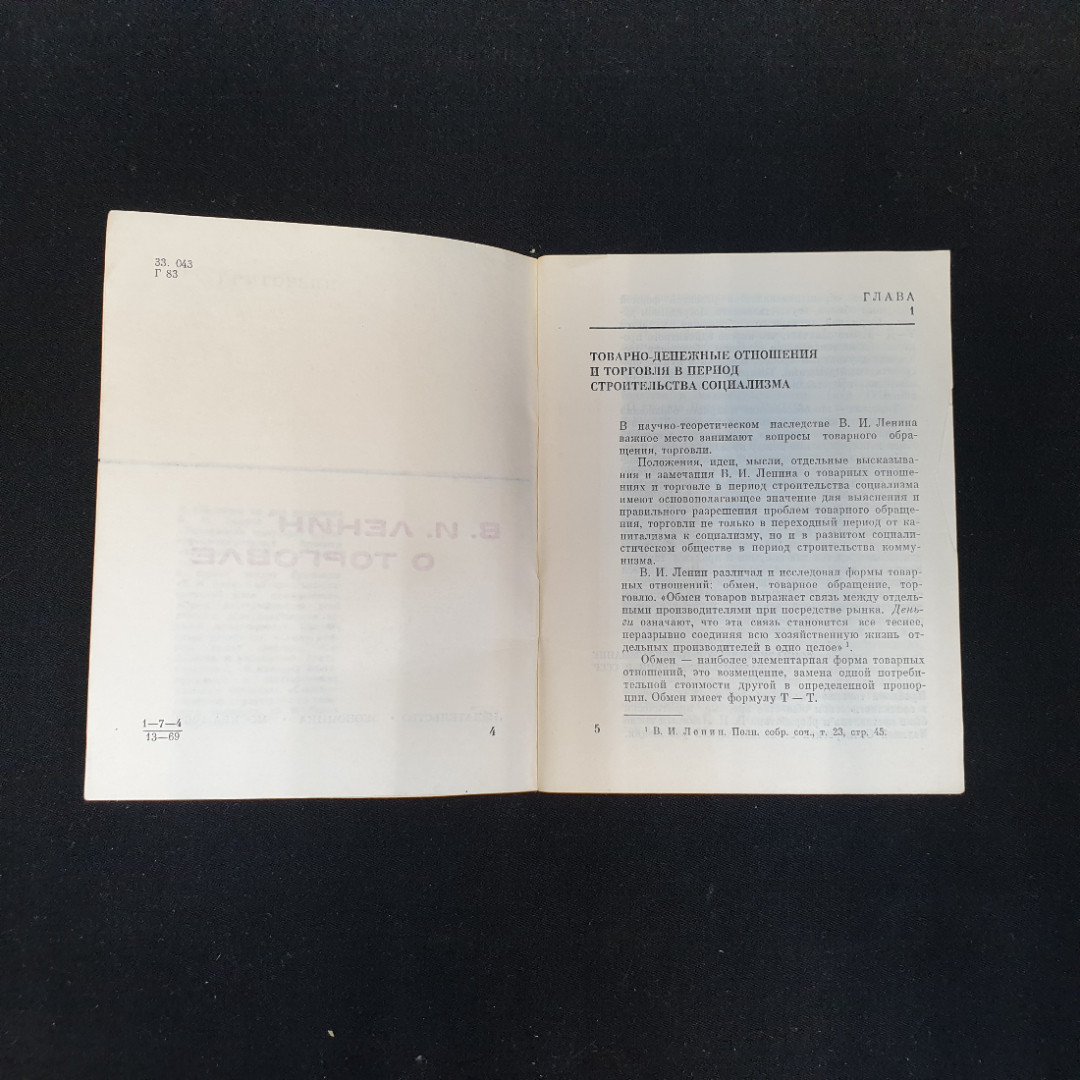 33. 043
Г 83
В. И. ЛЕНИН
О ТОРГОВЛЕ
1—7—4
13—69
4
ГЛАВА
1
ТОВАРНО-ДЕНЕЖНЫЕ ОТНОШЕНИЯ
И ТОРГОВЛЯ В ПЕРИОД
СТРОИТЕЛЬСТВА СОЦИАЛИЗМА
В научно-теоретическом наследстве В. И. Ленина
важное место занимают вопросы товарного обра-
щения, торговли.
Положения, идеи, мысли, отдельные высказыва-
ния и замечания В. И. Ленина о товарных отноше-
ниях и торговле в период строительства социализма
имеют основополагающее значение для выяснения и
правильного разрешения проблем товарного обраще-
ния, торговли не только в переходный период от ка-
питализма к социализму, но и в развитом социали-
стическом обществе в период строительства комму-
низма.
В. И. Ленин различал и исследовал формы товар-
ных отношений: обмен, товарное обращение, тор-
говлю. «Обмен товаров выражает связь между отдель-
ными производителями при посредстве рынка. День-
ги означают, что эта связь становится все теснее,
неразрывно соединяя всю хозяйственную жизнь от-
дельных производителей в одно целое» ¹.
Обмен — наиболее элементарная форма товарных
отношений, это возмещение, замена одной потреби-
тельной стоимости другой в определенной пропор-
ции. Обмен имеет формулу Т — Т.
5
¹ В. И. Ленин. Полн. собр. соч., т. 23, стр. 45.